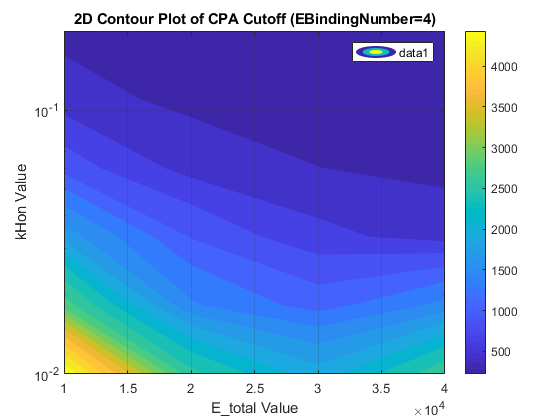 2D Contour Plot of CPA Cutoff (EBindingNumber=4)
data1
kHon Value
10^-1
10^-2
1 1.5 2 2.5 3 3.5 4
×10^4
E_total Value
4000
3500
3000
2500
2000
1500
1000
500